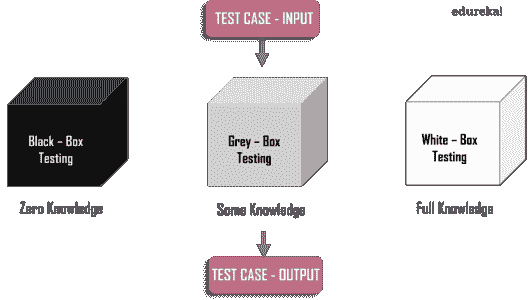 edureka!
TEST CASE - INPUT
Black - Box
Testing
Grey - Box
Testing
White - Box
Testing
Zero Knowledge
Some Knowledge
Full Knowledge
TEST CASE - OUTPUT